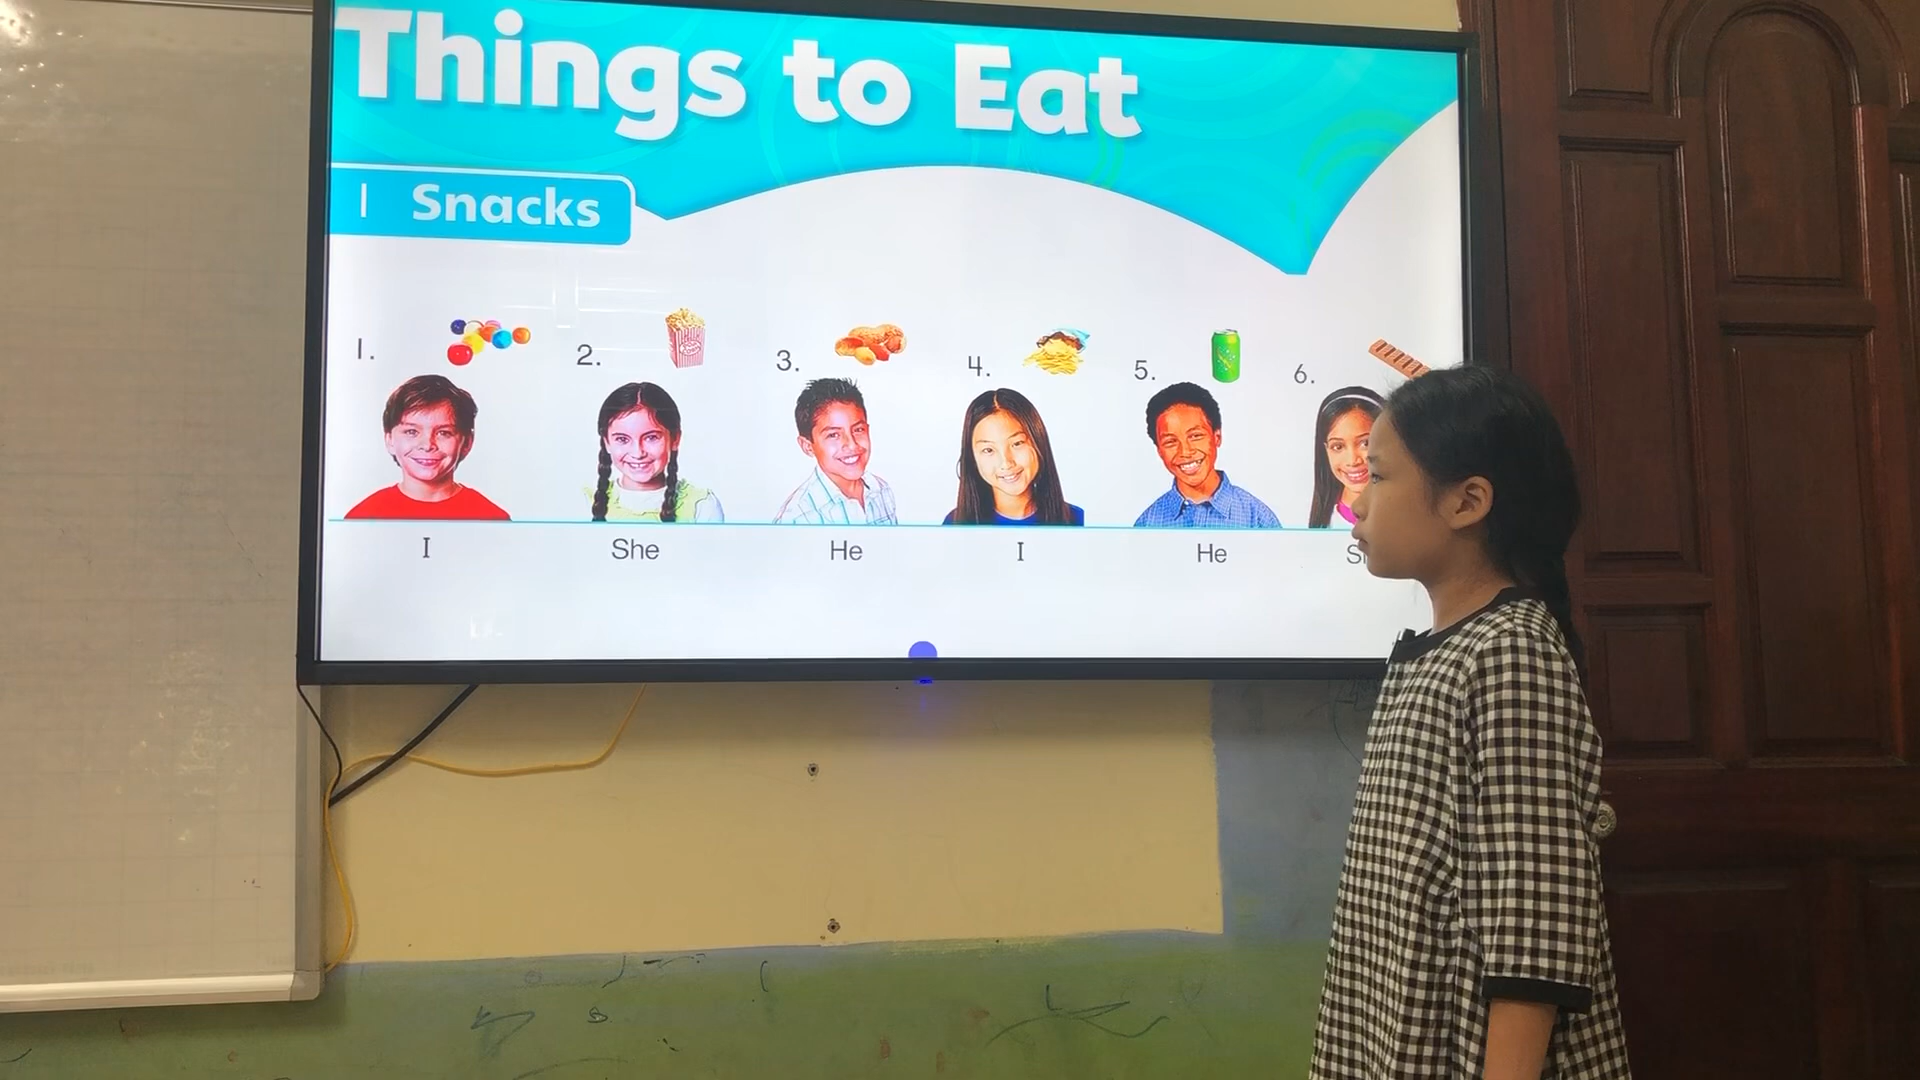 Things to Eat
1 Snacks
1. 2. 3. 4. 5. 6.
I She He I He